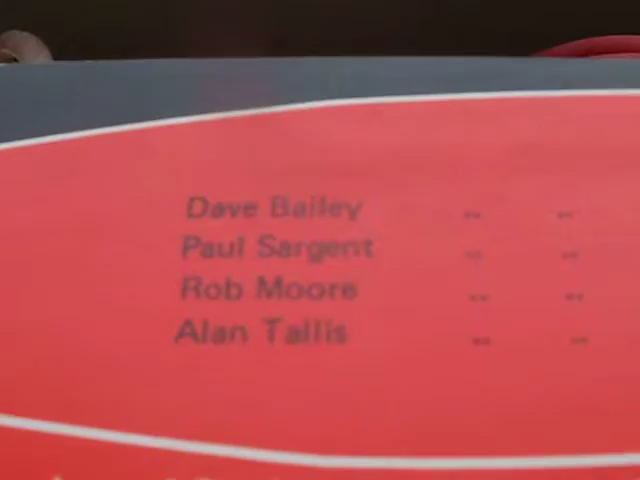 Dave Bailey " "
Paul Sargent " "
Rob Moore " "
Alan Tallis " "